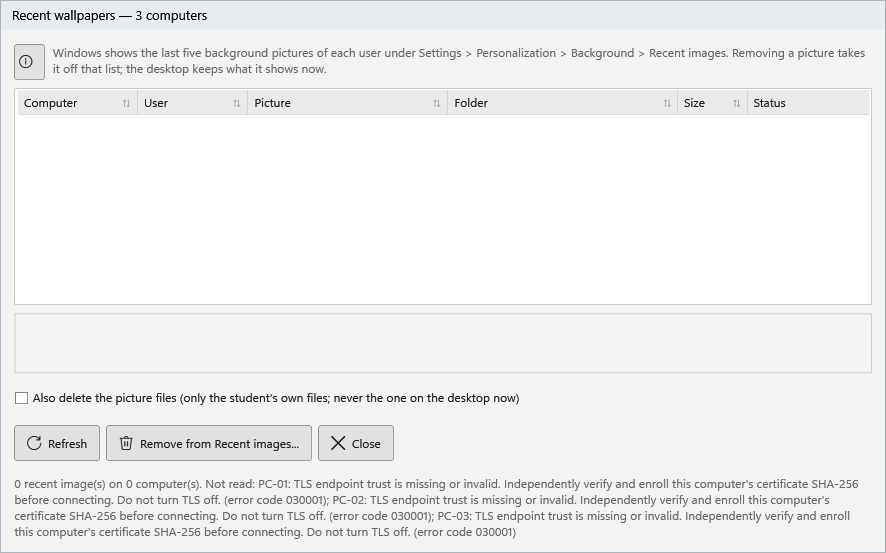 Recent wallpapers — 3 computers
Windows shows the last five background pictures of each user under Settings > Personalization > Background > Recent images. Removing a picture takes
it off that list; the desktop keeps what it shows now.
Computer User Picture Folder Size Status
Also delete the picture files (only the student's own files; never the one on the desktop now)
Refresh Remove from Recent images... Close
0 recent image(s) on 0 computer(s). Not read: PC-01: TLS endpoint trust is missing or invalid. Independently verify and enroll this computer's certificate SHA-256
before connecting. Do not turn TLS off. (error code 030001); PC-02: TLS endpoint trust is missing or invalid. Independently verify and enroll this computer's
certificate SHA-256 before connecting. Do not turn TLS off. (error code 030001); PC-03: TLS endpoint trust is missing or invalid. Independently verify and enroll
this computer's certificate SHA-256 before connecting. Do not turn TLS off. (error code 030001)